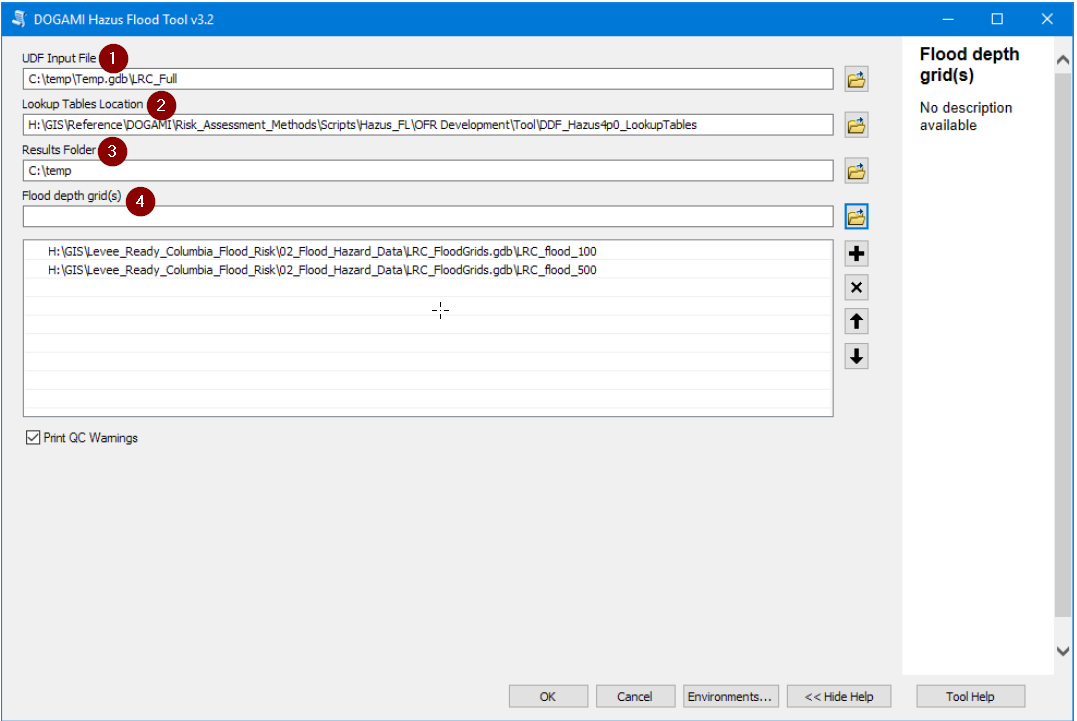 DOGAMI Hazus Flood Tool v3.2
UDF Input File 1
C:\temp\Temp.gdb\LRC_Full
Lookup Tables Location 2
H:\GIS\Reference\DOGAMI\Risk_Assessment_Methods\Scripts\Hazus_FL\OFR Development\Tool\DDF_Hazus4p0_LookupTables
Results Folder 3
C:\temp
Flood depth grid(s) 4
H:\GIS\Levee_Ready_Columbia_Flood_Risk\02_Flood_Hazard_Data\LRC_FloodGrids.gdb\LRC_flood_100
H:\GIS\Levee_Ready_Columbia_Flood_Risk\02_Flood_Hazard_Data\LRC_FloodGrids.gdb\LRC_flood_500
Print QC Warnings
OK
Cancel
Environments...
<< Hide Help
Flood depth
grid(s)
No description
available
Tool Help